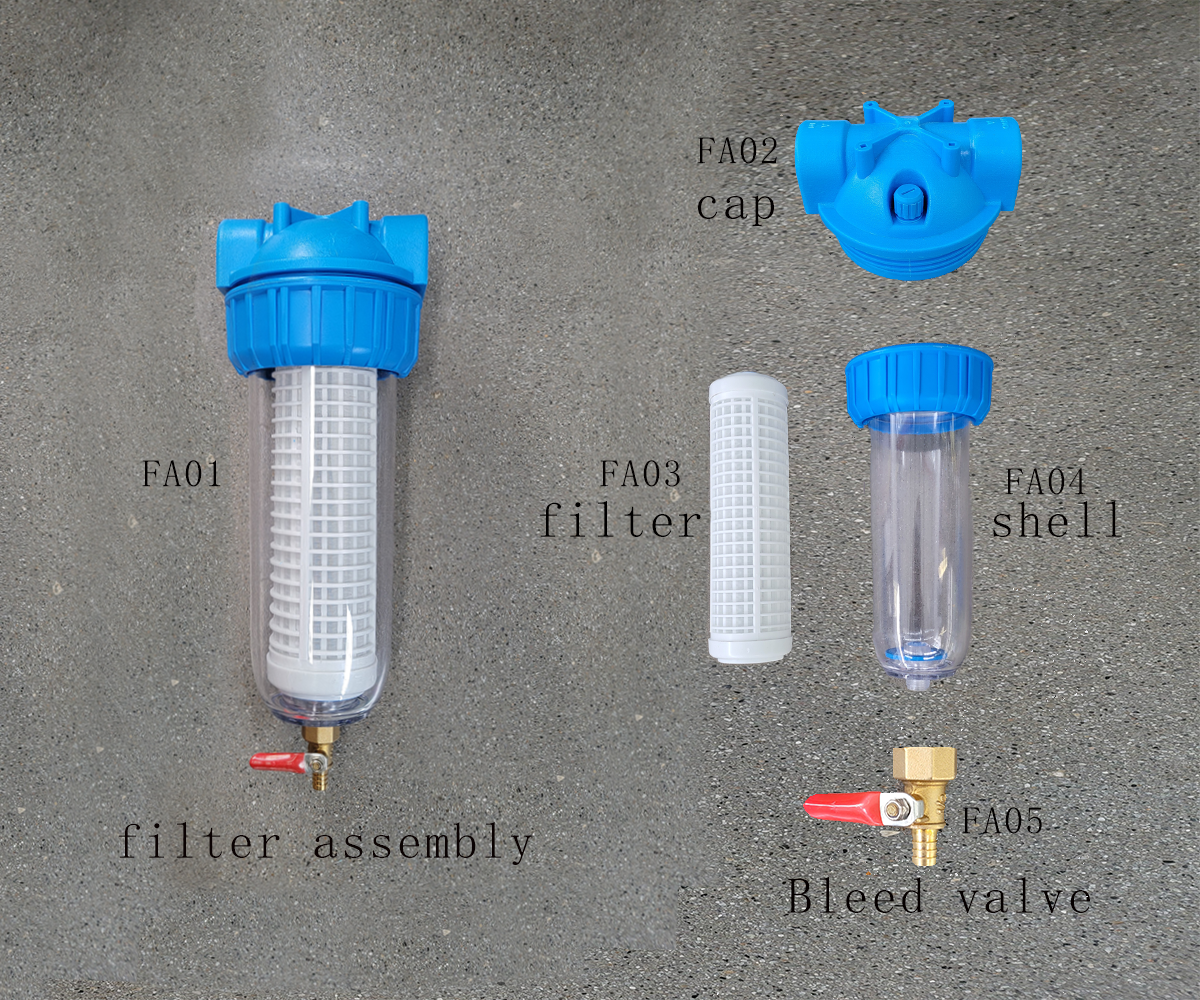 FA01
filter assembly
FA02
cap
FA03
filter
FA04
shell
FA05
Bleed valve